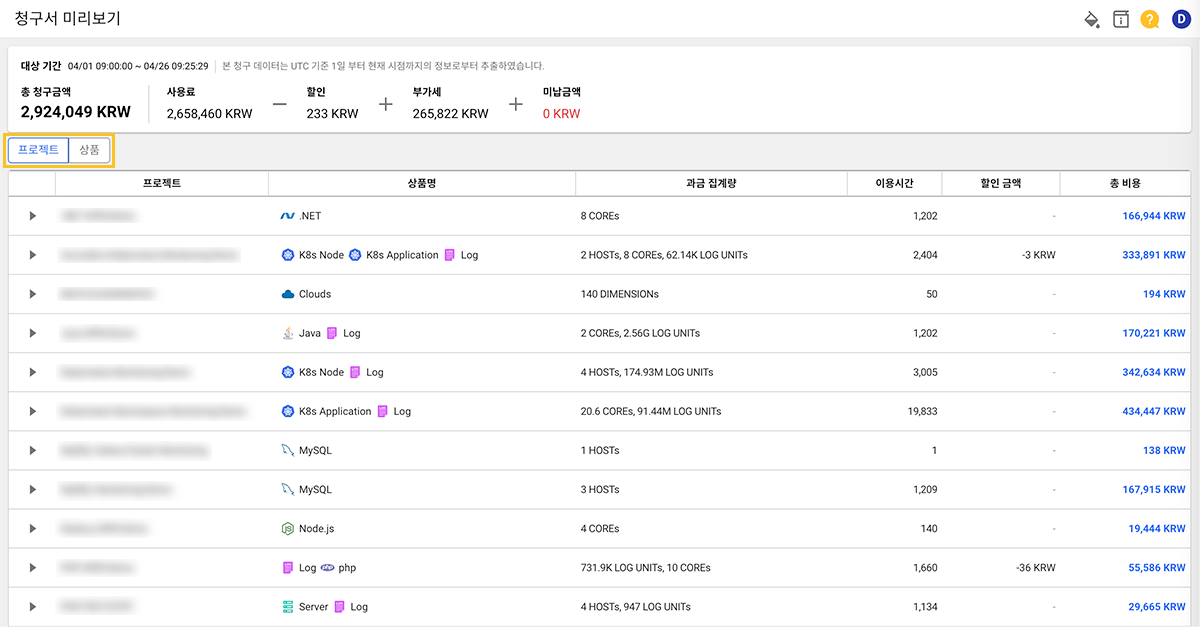 청구서 미리보기
?
D
대상 기간 04/01 09:00:00 ~ 04/26 09:25:29 본 청구 데이터는 UTC 기준 1일 부터 현재 시점까지의 정보로부터 추출하였습니다.
총 청구금액 사용료 할인 부가세 미납금액
2,924,049 KRW 2,658,460 KRW — 233 KRW + 265,822 KRW + 0 KRW
프로젝트 상품
프로젝트 상품명 과금 집계량 이용시간 할인 금액 총 비용
.NET 8 COREs 1,202 - 166,944 KRW
K8s Node K8s Application Log 2 HOSTs, 8 COREs, 62.14K LOG UNITs 2,404 -3 KRW 333,891 KRW
Clouds 140 DIMENSIONs 50 - 194 KRW
Java Log 2 COREs, 2.56G LOG UNITs 1,202 - 170,221 KRW
K8s Node Log 4 HOSTs, 174.93M LOG UNITs 3,005 - 342,634 KRW
K8s Application Log 20.6 COREs, 91.44M LOG UNITs 19,833 - 434,447 KRW
MySQL 1 HOSTs 1 - 138 KRW
MySQL 3 HOSTs 1,209 - 167,915 KRW
Node.js 4 COREs 140 - 19,444 KRW
Log php 731.9K LOG UNITs, 10 COREs 1,660 -36 KRW 55,586 KRW
Server Log 4 HOSTs, 947 LOG UNITs 1,134 - 29,665 KRW